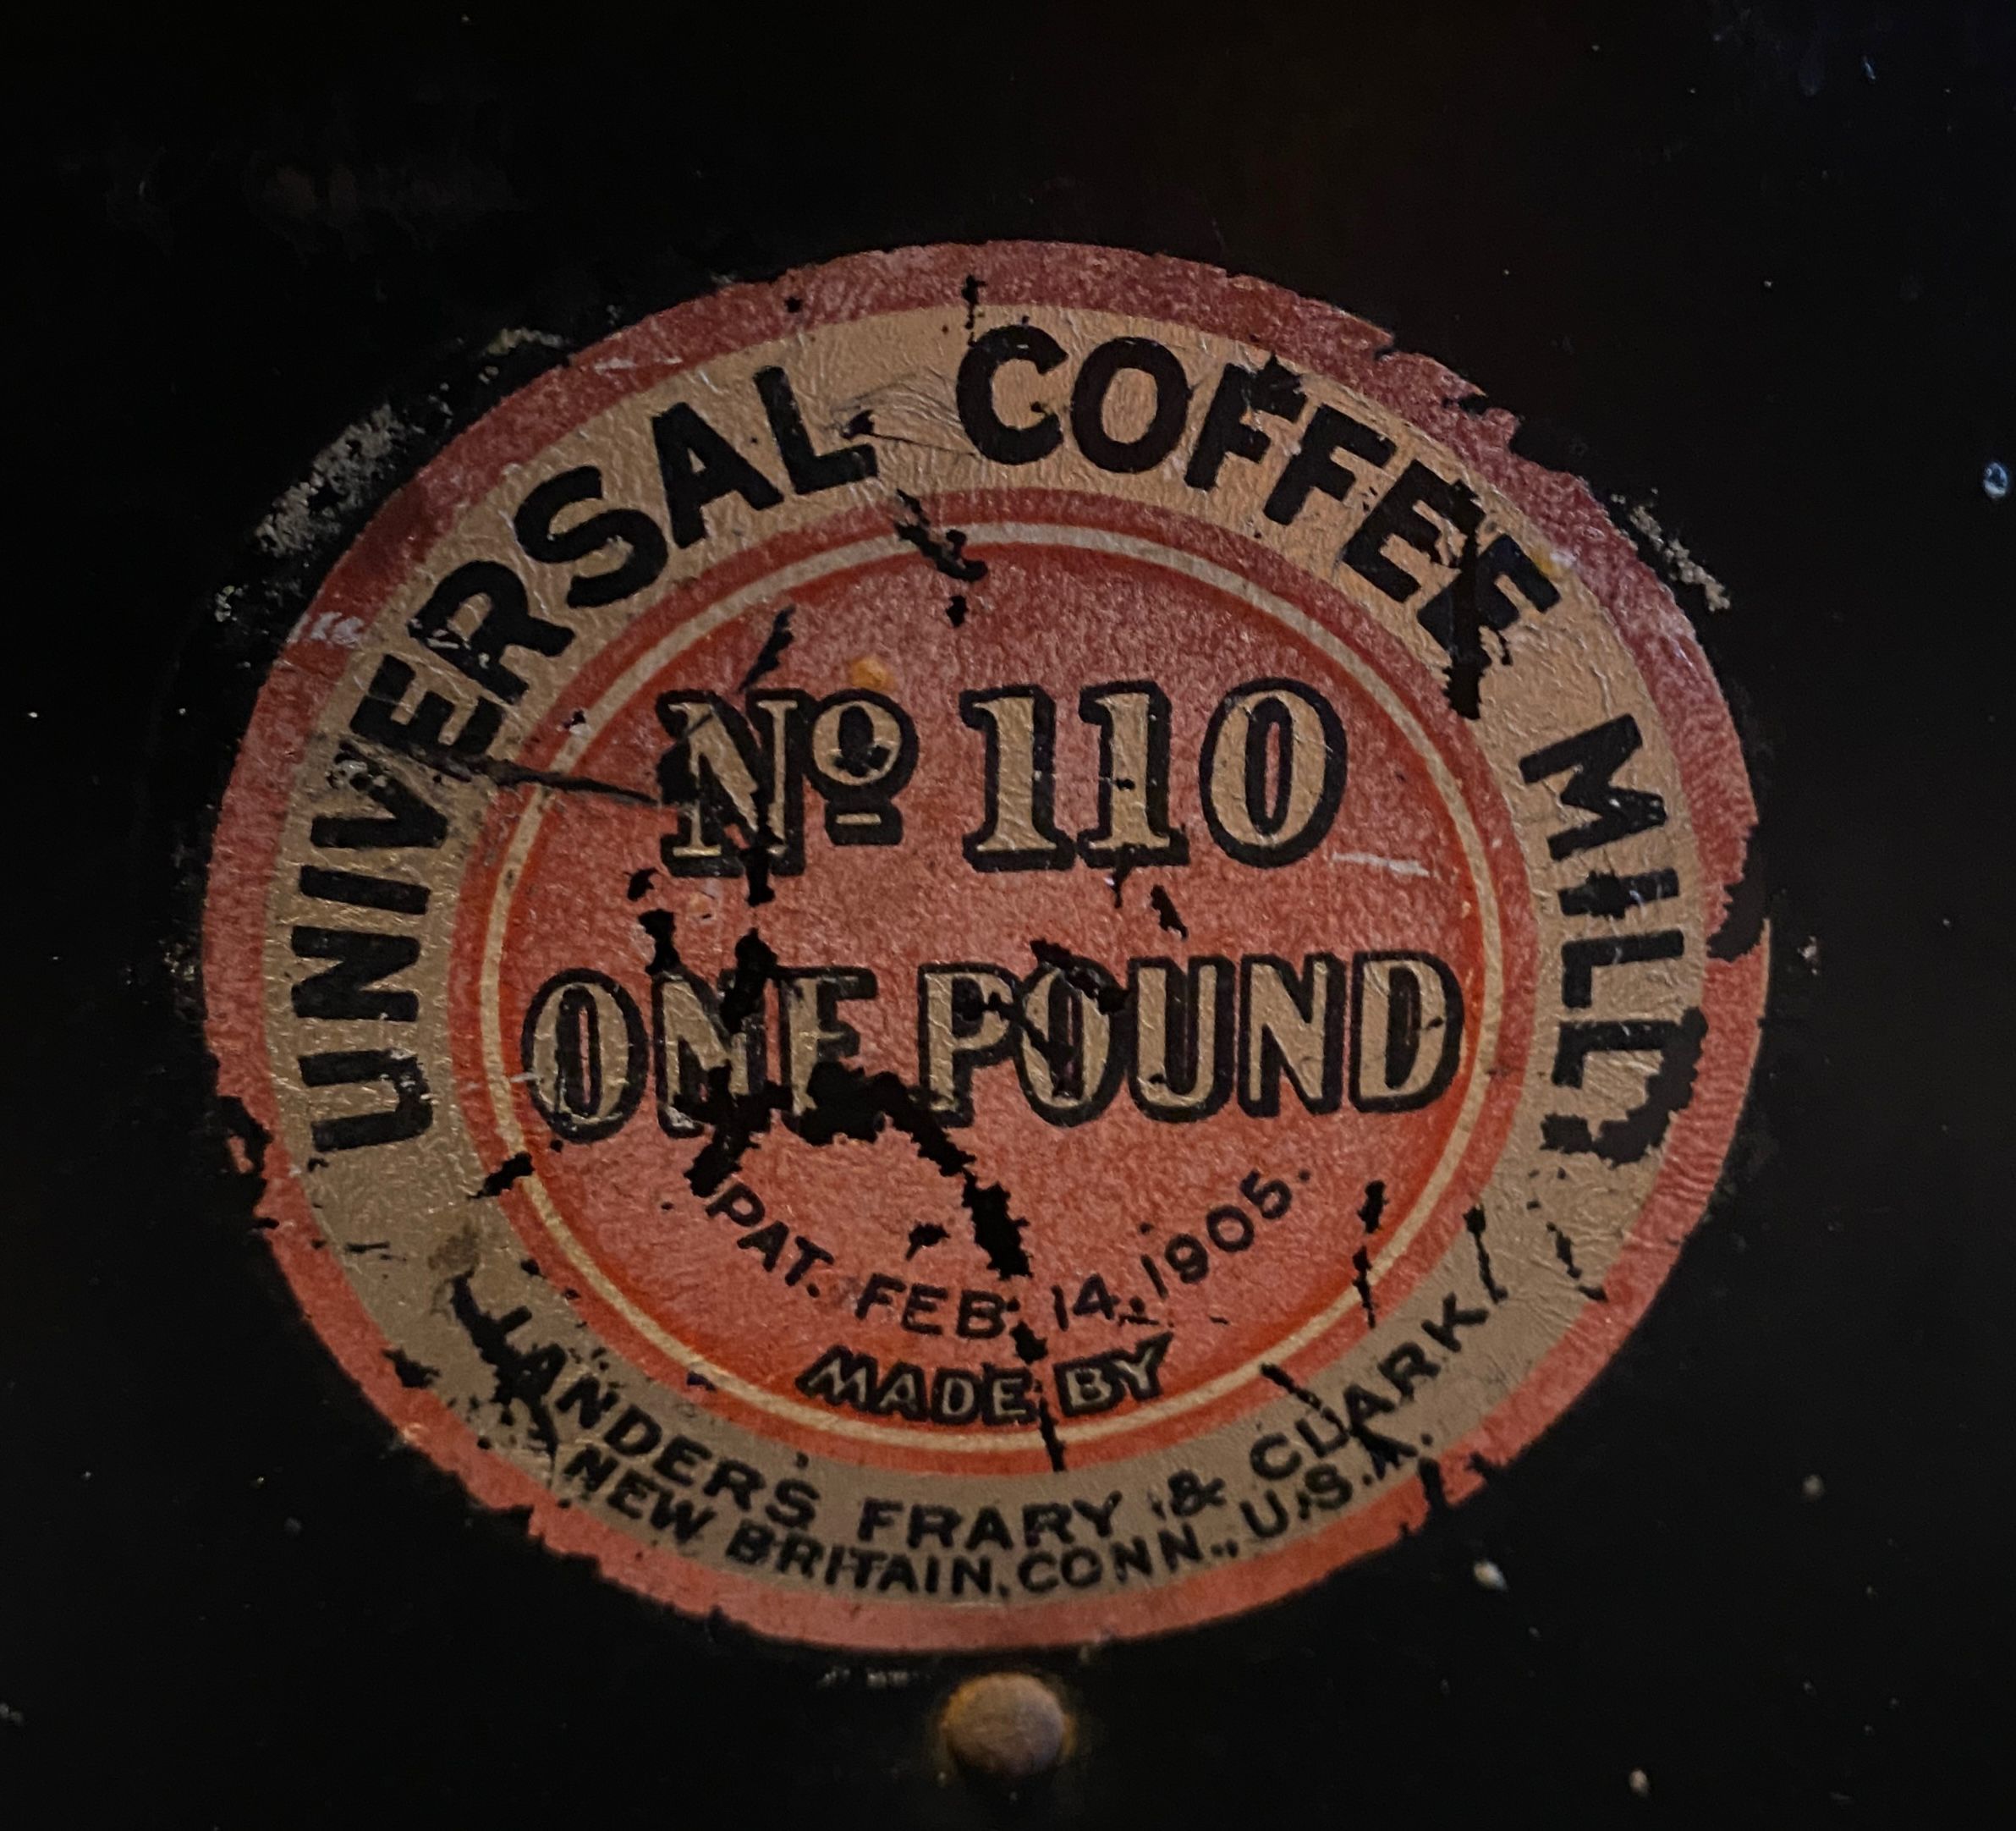 UNIVERSAL COFFEE MILL
Nº 110
ONE POUND
PAT. FEB. 14, 1905.
MADE BY
LANDERS FRARY & CLARK
NEW BRITAIN, CONN., U.S.A.